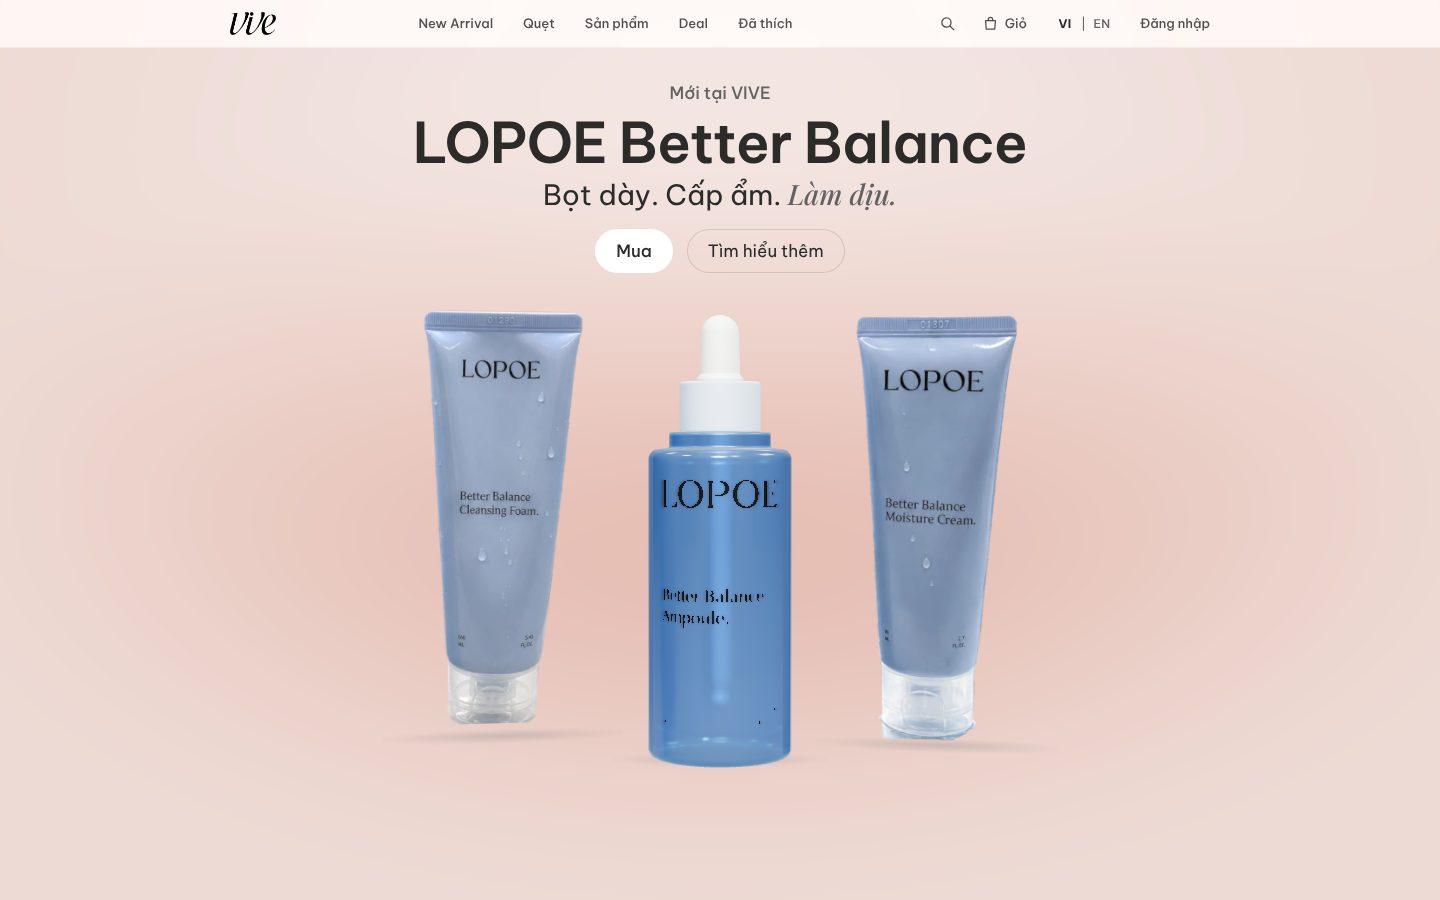 ViVe
New Arrival Quẹt Sản phẩm Deal Đã thích Giỏ VI | EN Đăng nhập
Mới tại VIVE
LOPOE Better Balance
Bọt dày. Cấp ẩm. Làm dịu.
Mua Tìm hiểu thêm
LOPOE
Better Balance
Cleansing Foam.
LOPOE
Better Balance
Ampoule.
LOPOE
Better Balance
Moisture Cream.